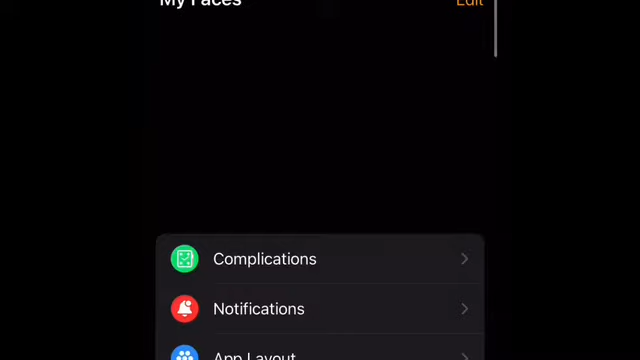 My Faces
Edit
Complications
Notifications
App Layout